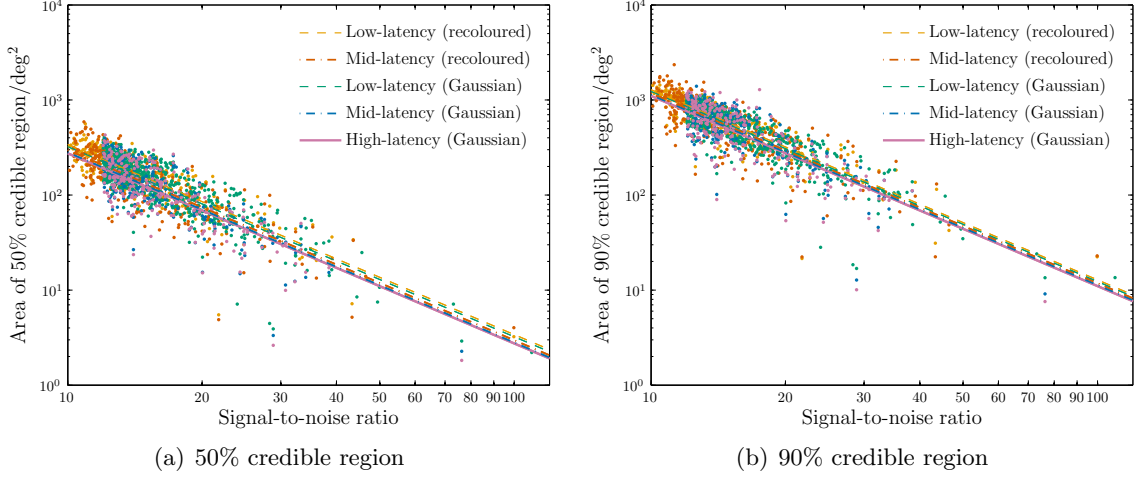 10^4
10^3
10^2
10^1
10^0
Area of 50% credible region/deg^2
Low-latency (recoloured)
Mid-latency (recoloured)
Low-latency (Gaussian)
Mid-latency (Gaussian)
High-latency (Gaussian)
10 20 30 40 50 60 70 80 90 100
Signal-to-noise ratio
(a) 50% credible region
10^4
10^3
10^2
10^1
10^0
Area of 90% credible region/deg^2
Low-latency (recoloured)
Mid-latency (recoloured)
Low-latency (Gaussian)
Mid-latency (Gaussian)
High-latency (Gaussian)
10 20 30 40 50 60 70 80 90 100
Signal-to-noise ratio
(b) 90% credible region